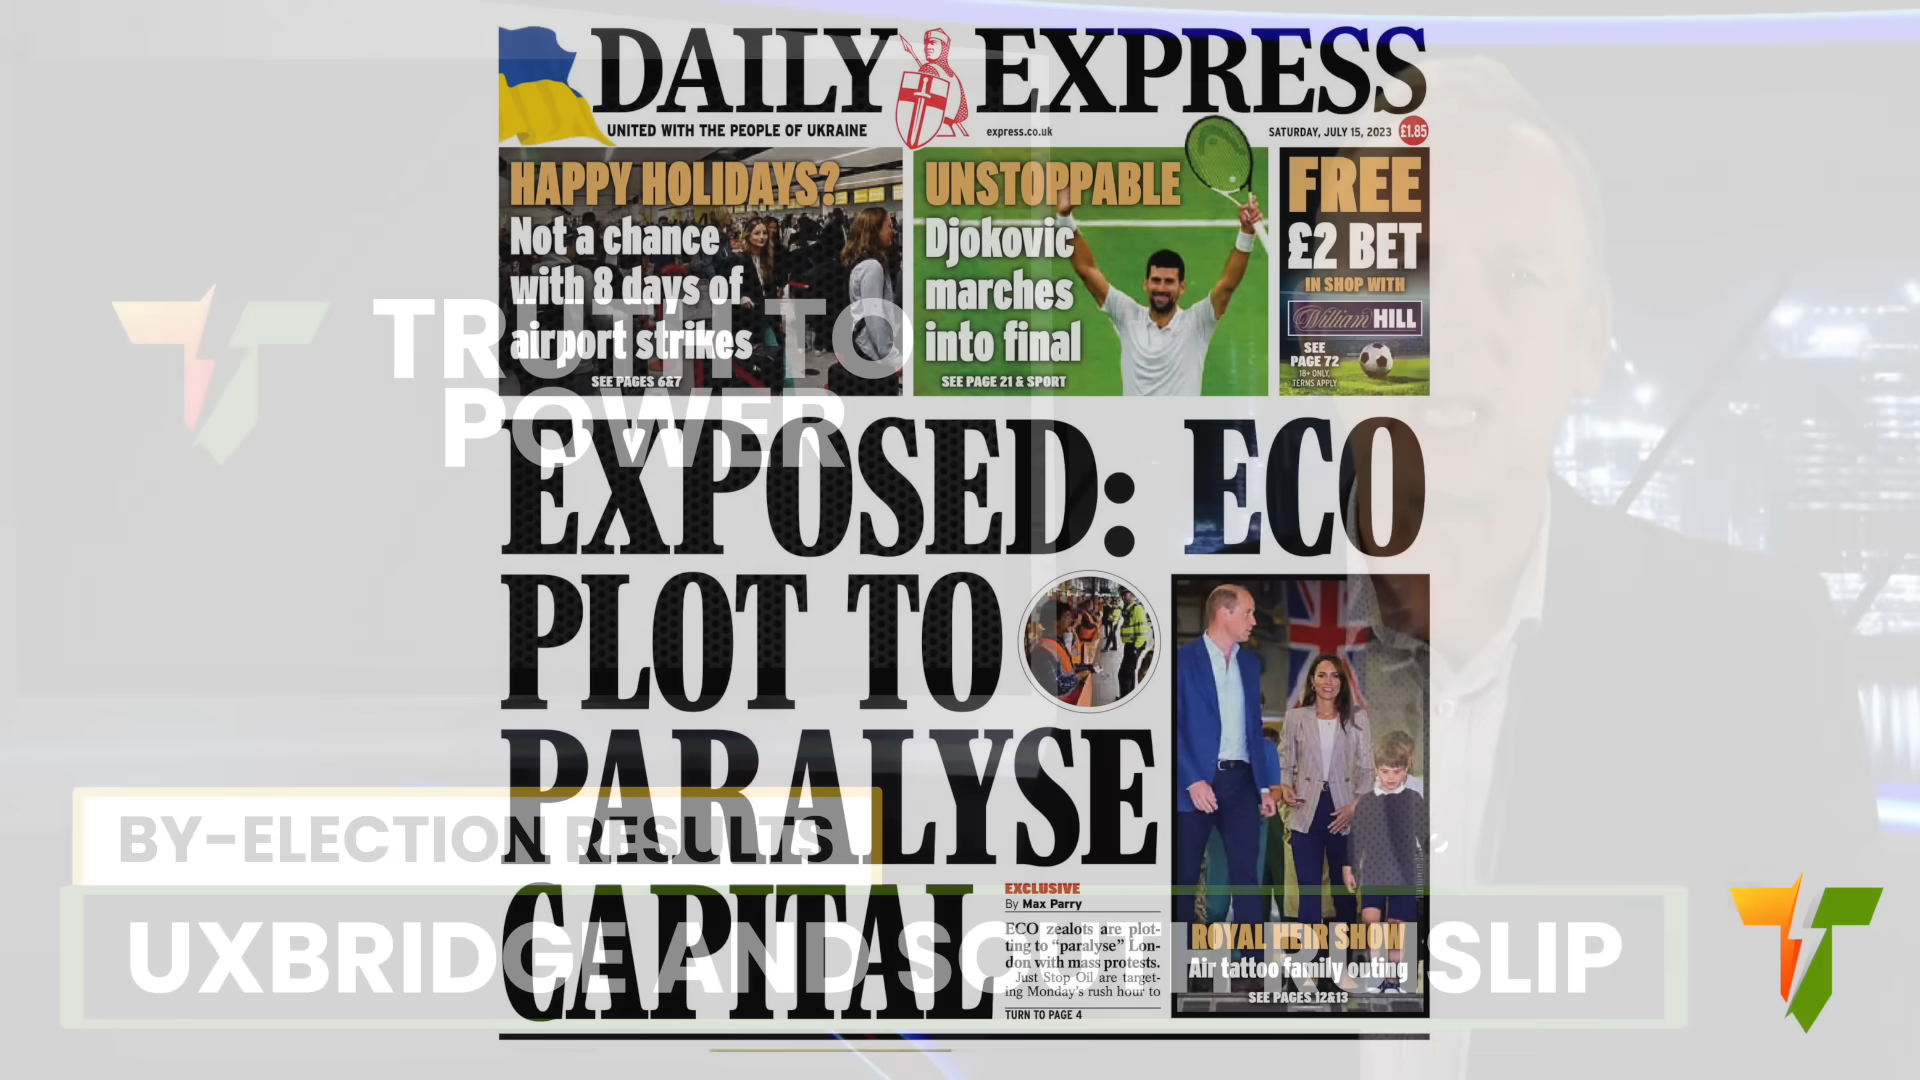 DAILY EXPRESS
UNITED WITH THE PEOPLE OF UKRAINE
express.co.uk
SATURDAY, JULY 15, 2023 £1.85
HAPPY HOLIDAYS?
Not a chance
with 8 days of
airport strikes
SEE PAGES 6&7
UNSTOPPABLE
Djokovic
marches
into final
SEE PAGE 21 & SPORT
FREE
£2 BET
IN SHOP WITH
William HILL
SEE
PAGE 72
18+ ONLY,
TERMS APPLY
TRUTH TO
POWER
EXPOSED: ECO
PLOT TO
PARALYSE
CAPITAL
EXCLUSIVE
By Max Parry
ECO zealots are plot-
ting to “paralyse” Lon-
don with mass protests.
Just Stop Oil are target-
ing Monday's rush hour to
TURN TO PAGE 4
ROYAL HEIR SHOW
Air tattoo family outing
SEE PAGES 12&13
BY-ELECTION RESULTS
UXBRIDGE AND SOUTH RUISLIP